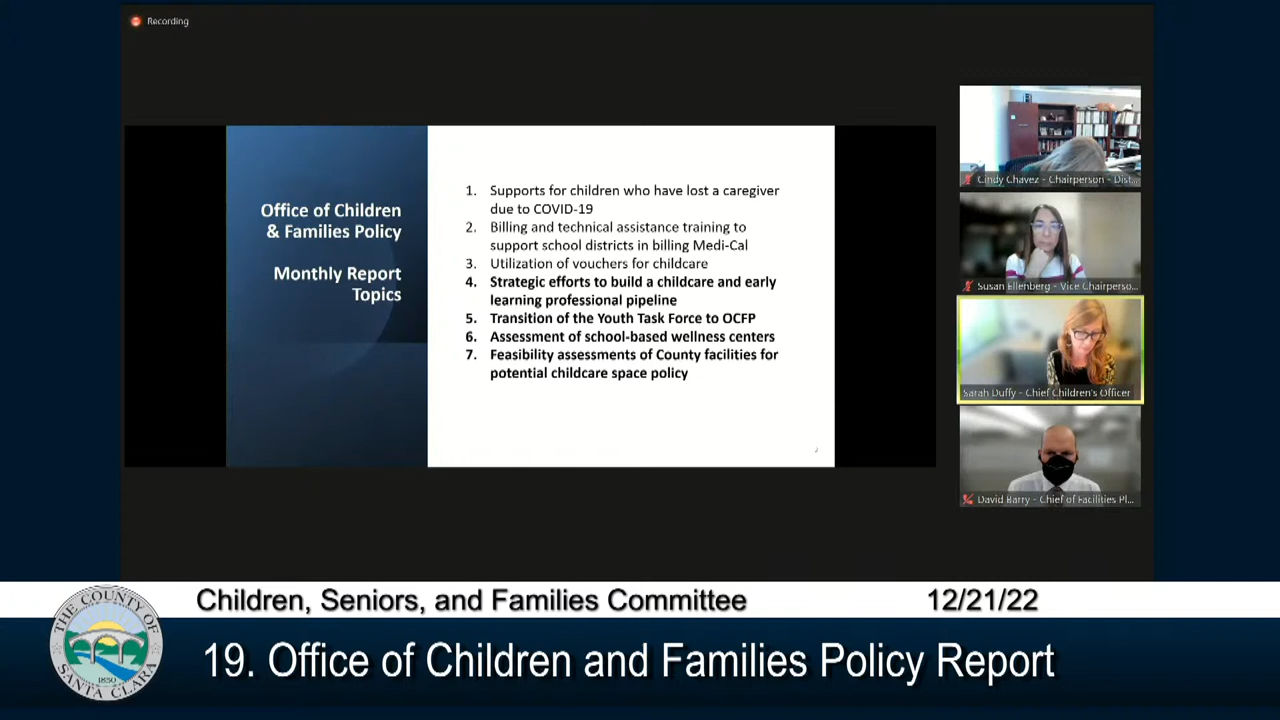 Recording
Office of Children
& Families Policy
Monthly Report
Topics
1. Supports for children who have lost a caregiver
due to COVID-19
2. Billing and technical assistance training to
support school districts in billing Medi-Cal
3. Utilization of vouchers for childcare
4. Strategic efforts to build a childcare and early
learning professional pipeline
5. Transition of the Youth Task Force to OCFP
6. Assessment of school-based wellness centers
7. Feasibility assessments of County facilities for
potential childcare space policy
Cindy Chavez - Chairperson - Dist...
Susan Ellenberg - Vice Chairperso...
Sarah Duffy - Chief Children's Officer
David Barry - Chief of Facilities Pl...
Children, Seniors, and Families Committee
12/21/22
THE COUNTY OF
SANTA CLARA
1850
19. Office of Children and Families Policy Report